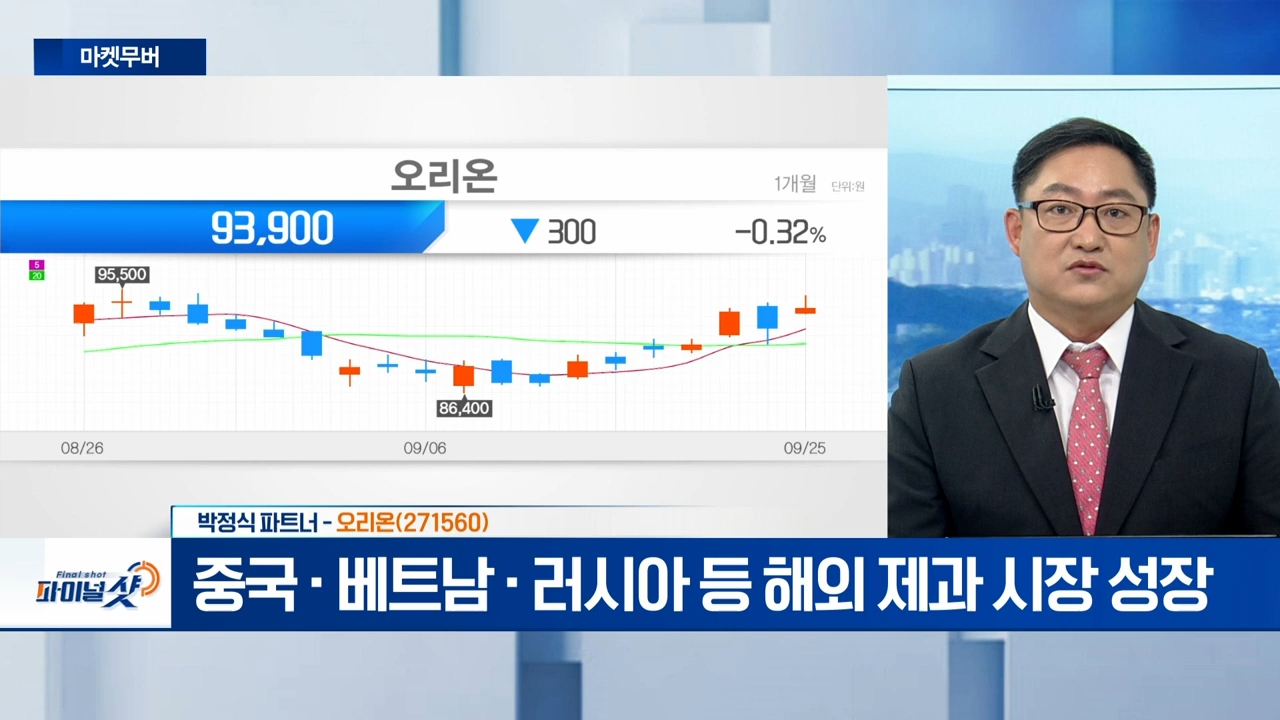 마켓무버
오리온
1개월 단위:원
93,900 ▼ 300 -0.32%
5
20
95,500
86,400
08/26 09/06 09/25
박정식 파트너 - 오리온(271560)
Final shot
파이널샷
중국·베트남·러시아 등 해외 제과 시장 성장